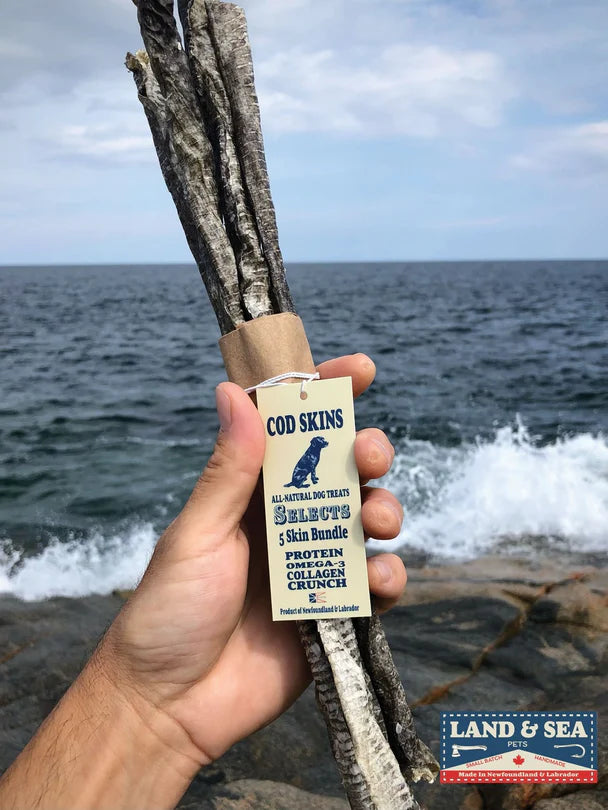 COD SKINS
ALL-NATURAL DOG TREATS
SELECTS
5 Skin Bundle
PROTEIN
OMEGA-3
COLLAGEN
CRUNCH
Product of Newfoundland & Labrador
LAND & SEA
PETS
SMALL BATCH HANDMADE
Made In Newfoundland & Labrador